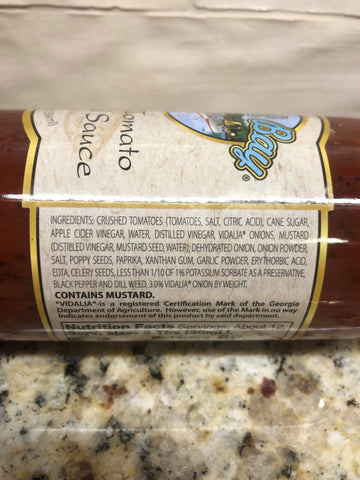 Bay®
Tomato
Sauce
INGREDIENTS: CRUSHED TOMATOES (TOMATOES, SALT, CITRIC ACID), CANE SUGAR,
APPLE CIDER VINEGAR, WATER, DISTILLED VINEGAR, VIDALIA® ONIONS, MUSTARD
(DISTILLED VINEGAR, MUSTARD SEED, WATER), DEHYDRATED ONION, ONION POWDER,
SALT, POPPY SEEDS, PAPRIKA, XANTHAN GUM, GARLIC POWDER, ERYTHORBIC ACID,
EDTA, CELERY SEEDS, LESS THAN 1/10 OF 1% POTASSIUM SORBATE AS A PRESERVATIVE,
BLACK PEPPER AND DILL WEED. 3.0% VIDALIA® ONION BY WEIGHT.
CONTAINS MUSTARD.
"VIDALIA"® is a registered Certification Mark of the Georgia
Department of Agriculture. However, use of the Mark in no way
indicates endorsement of this product by said department.
Nutrition Facts Servings: About 12